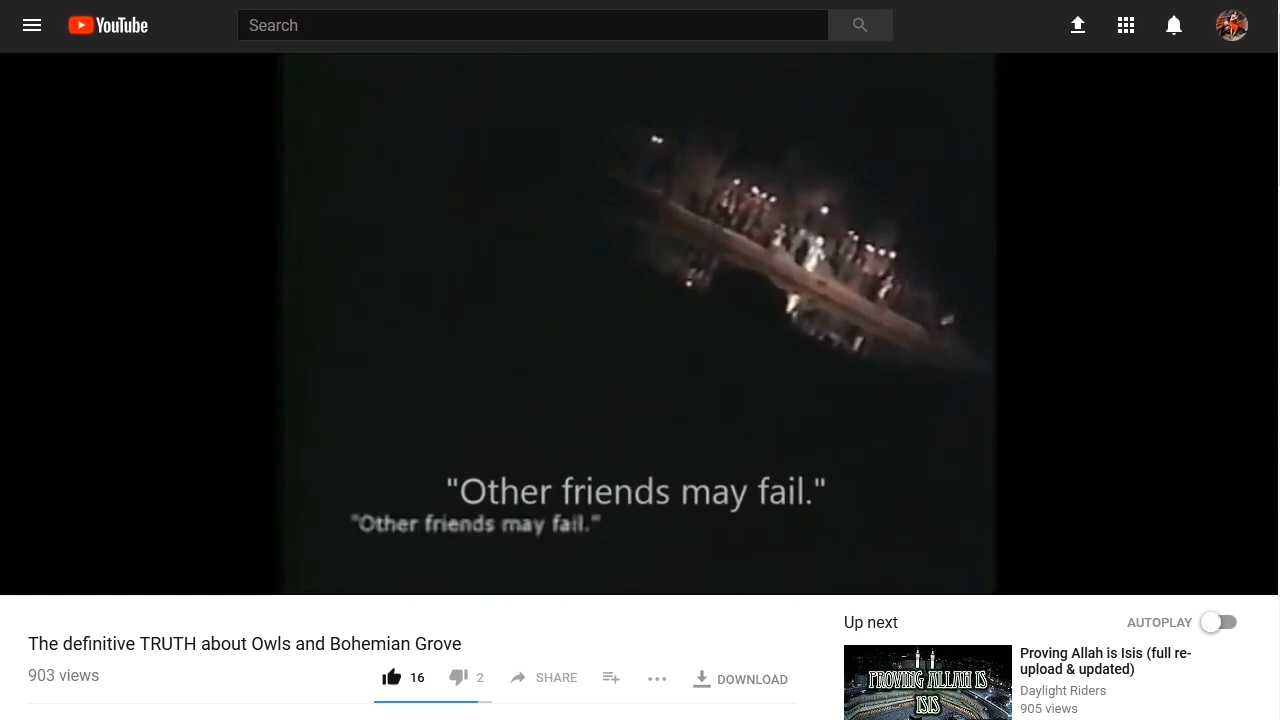 YouTube
Search
"Other friends may fail."
"Other friends may fail."
The definitive TRUTH about Owls and Bohemian Grove
903 views
16
2
SHARE
DOWNLOAD
Up next
AUTOPLAY
PROVING ALLAH IS
ISIS
Proving Allah is Isis (full re-
upload & updated)
Daylight Riders
905 views